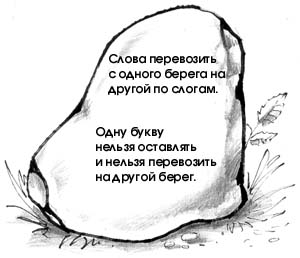 Слова перевозить
с одного берега на
другой по слогам.
Одну букву
нельзя оставлять
и нельзя перевозить
на другой берег.